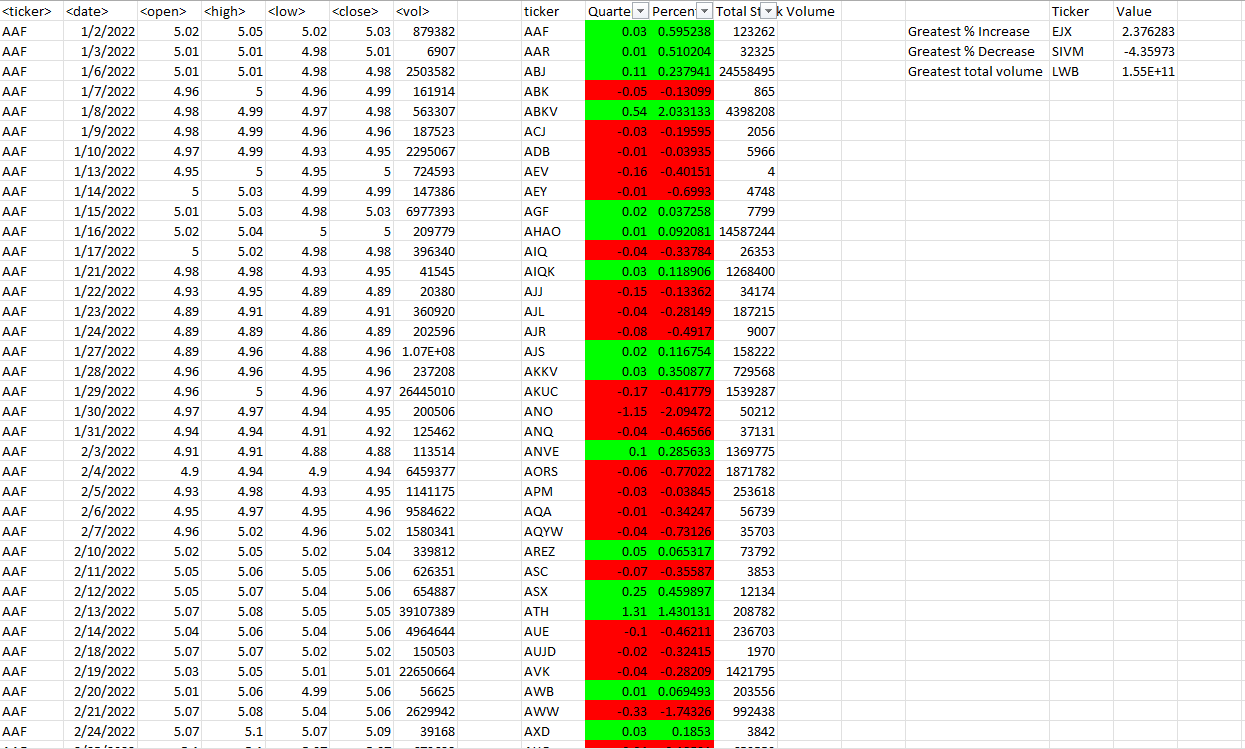 <ticker> <date> <open> <high> <low> <close> <vol> ticker Quarte Percen Total St k Volume Ticker Value
AAF 1/2/2022 5.02 5.05 5.02 5.03 879382 AAF 0.03 0.595238 123262 Greatest % Increase EJX 2.376283
AAF 1/3/2022 5.01 5.01 4.98 5.01 6907 AAR 0.01 0.510204 32325 Greatest % Decrease SIVM -4.35973
AAF 1/6/2022 5.01 5.01 4.98 4.98 2503582 ABJ 0.11 0.237941 24558495 Greatest total volume LWB 1.55E+11
AAF 1/7/2022 4.96 5 4.96 4.99 161914 ABK -0.05 -0.13099 865
AAF 1/8/2022 4.98 4.99 4.97 4.98 563307 ABKV 0.54 2.033133 4398208
AAF 1/9/2022 4.98 4.99 4.96 4.96 187523 ACJ -0.03 -0.19595 2056
AAF 1/10/2022 4.97 4.99 4.93 4.95 2295067 ADB -0.01 -0.03935 5966
AAF 1/13/2022 4.95 5 4.95 5 724593 AEV -0.16 -0.40151 4
AAF 1/14/2022 5 5.03 4.99 4.99 147386 AEY -0.01 -0.6993 4748
AAF 1/15/2022 5.01 5.03 4.98 5.03 6977393 AGF 0.02 0.037258 7799
AAF 1/16/2022 5.02 5.04 5 5 209779 AHAO 0.01 0.092081 14587244
AAF 1/17/2022 5 5.02 4.98 4.98 396340 AIQ -0.04 -0.33784 26353
AAF 1/21/2022 4.98 4.98 4.93 4.95 41545 AIQK 0.03 0.118906 1268400
AAF 1/22/2022 4.93 4.95 4.89 4.89 20380 AJJ -0.15 -0.13362 34174
AAF 1/23/2022 4.89 4.91 4.89 4.91 360920 AJL -0.04 -0.28149 187215
AAF 1/24/2022 4.89 4.89 4.86 4.89 202596 AJR -0.08 -0.4917 9007
AAF 1/27/2022 4.89 4.96 4.88 4.96 1.07E+08 AJS 0.02 0.116754 158222
AAF 1/28/2022 4.96 4.96 4.95 4.96 237208 AKKV 0.03 0.350877 729568
AAF 1/29/2022 4.96 5 4.96 4.97 26445010 AKUC -0.17 -0.41779 1539287
AAF 1/30/2022 4.97 4.97 4.94 4.95 200506 ANO -1.15 -2.09472 50212
AAF 1/31/2022 4.94 4.94 4.91 4.92 125462 ANQ -0.04 -0.46566 37131
AAF 2/3/2022 4.91 4.91 4.88 4.88 113514 ANVE 0.1 0.285633 1369775
AAF 2/4/2022 4.9 4.94 4.9 4.94 6459377 AORS -0.06 -0.77022 1871782
AAF 2/5/2022 4.93 4.98 4.93 4.95 1141175 APM -0.03 -0.03845 253618
AAF 2/6/2022 4.95 4.97 4.95 4.96 9584622 AQA -0.01 -0.34247 56739
AAF 2/7/2022 4.96 5.02 4.96 5.02 1580341 AQYW -0.04 -0.73126 35703
AAF 2/10/2022 5.02 5.05 5.02 5.04 339812 AREZ 0.05 0.065317 73792
AAF 2/11/2022 5.05 5.06 5.05 5.06 626351 ASC -0.07 -0.35587 3853
AAF 2/12/2022 5.05 5.07 5.04 5.06 654887 ASX 0.25 0.459897 12134
AAF 2/13/2022 5.07 5.08 5.05 5.05 39107389 ATH 1.31 1.430131 208782
AAF 2/14/2022 5.04 5.06 5.04 5.06 4964644 AUE -0.1 -0.46211 236703
AAF 2/18/2022 5.07 5.07 5.02 5.02 150503 AUJD -0.02 -0.32415 1970
AAF 2/19/2022 5.03 5.05 5.01 5.01 22650664 AVK -0.04 -0.28209 1421795
AAF 2/20/2022 5.01 5.06 4.99 5.06 56625 AWB 0.01 0.069493 203556
AAF 2/21/2022 5.07 5.08 5.04 5.06 2629942 AWW -0.33 -1.74326 992438
AAF 2/24/2022 5.07 5.1 5.07 5.09 39168 AXD 0.03 0.1853 3842